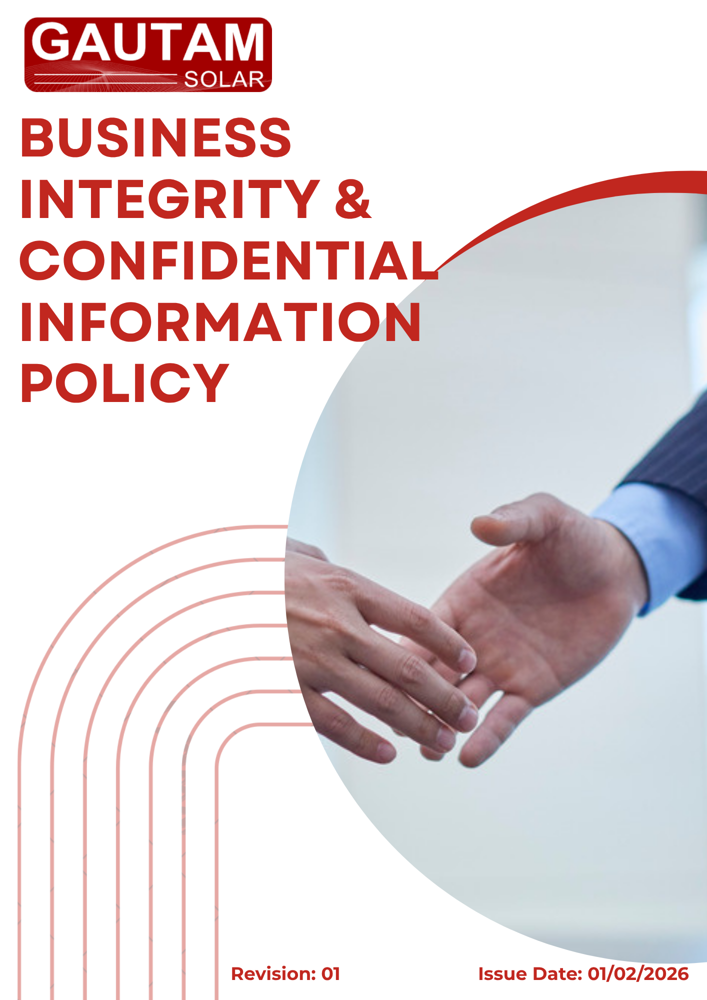 GAUTAM
SOLAR
BUSINESS
INTEGRITY &
CONFIDENTIAL
INFORMATION
POLICY
Revision: 01
Issue Date: 01/02/2026